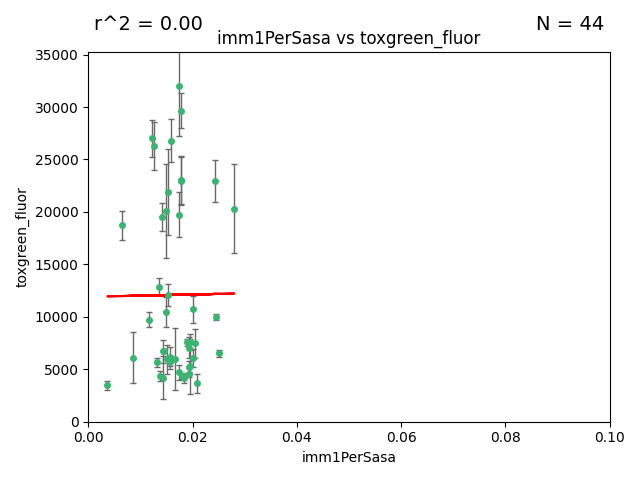 r^2 = 0.00
N = 44
imm1PerSasa vs toxgreen_fluor
35000
30000
25000
20000
15000
10000
5000
0
toxgreen_fluor
0.00 0.02 0.04 0.06 0.08 0.10
imm1PerSasa